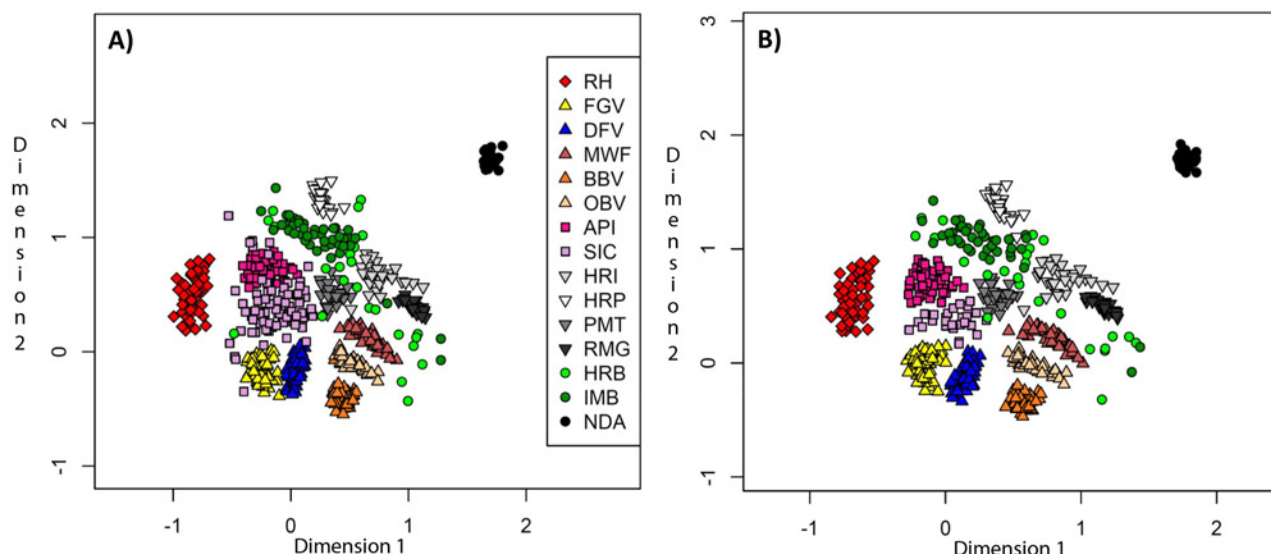 A)
RH
FGV
DFV
MWF
BBV
OBV
API
SIC
HRI
HRP
PMT
RMG
HRB
IMB
NDA
Dimension 2
2
1
0
-1
-1 0 1 2
Dimension 1
B)
Dimension 2
3
2
1
0
-1
-1 0 1 2
Dimension 1